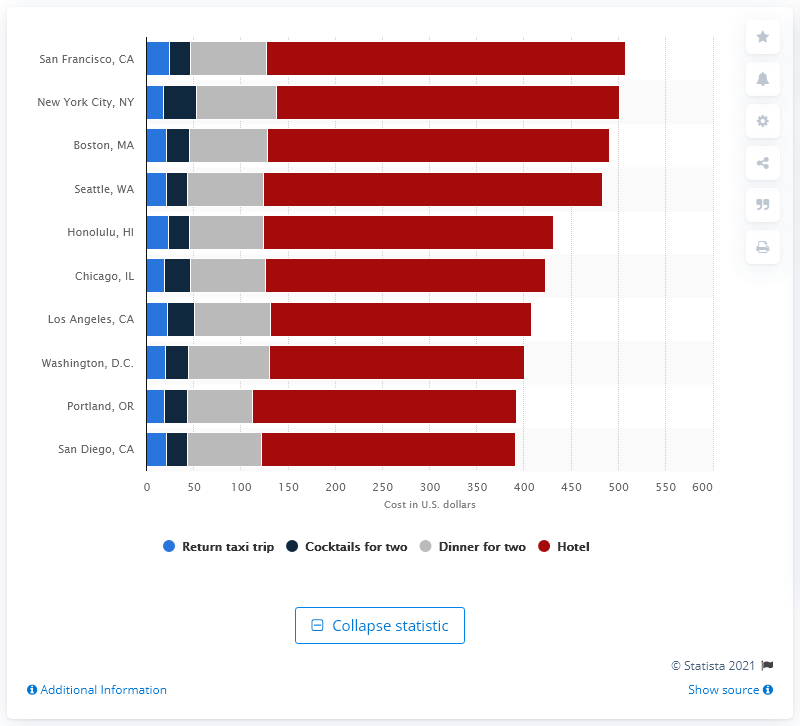 San Francisco, CA
New York City, NY
Boston, MA
Seattle, WA
Honolulu, HI
Chicago, IL
Los Angeles, CA
Washington, D.C.
Portland, OR
San Diego, CA
0 50 100 150 200 250 300 350 400 450 500 550 600
Cost in U.S. dollars
Return taxi trip Cocktails for two Dinner for two Hotel
Collapse statistic
© Statista 2021
Additional Information Show source